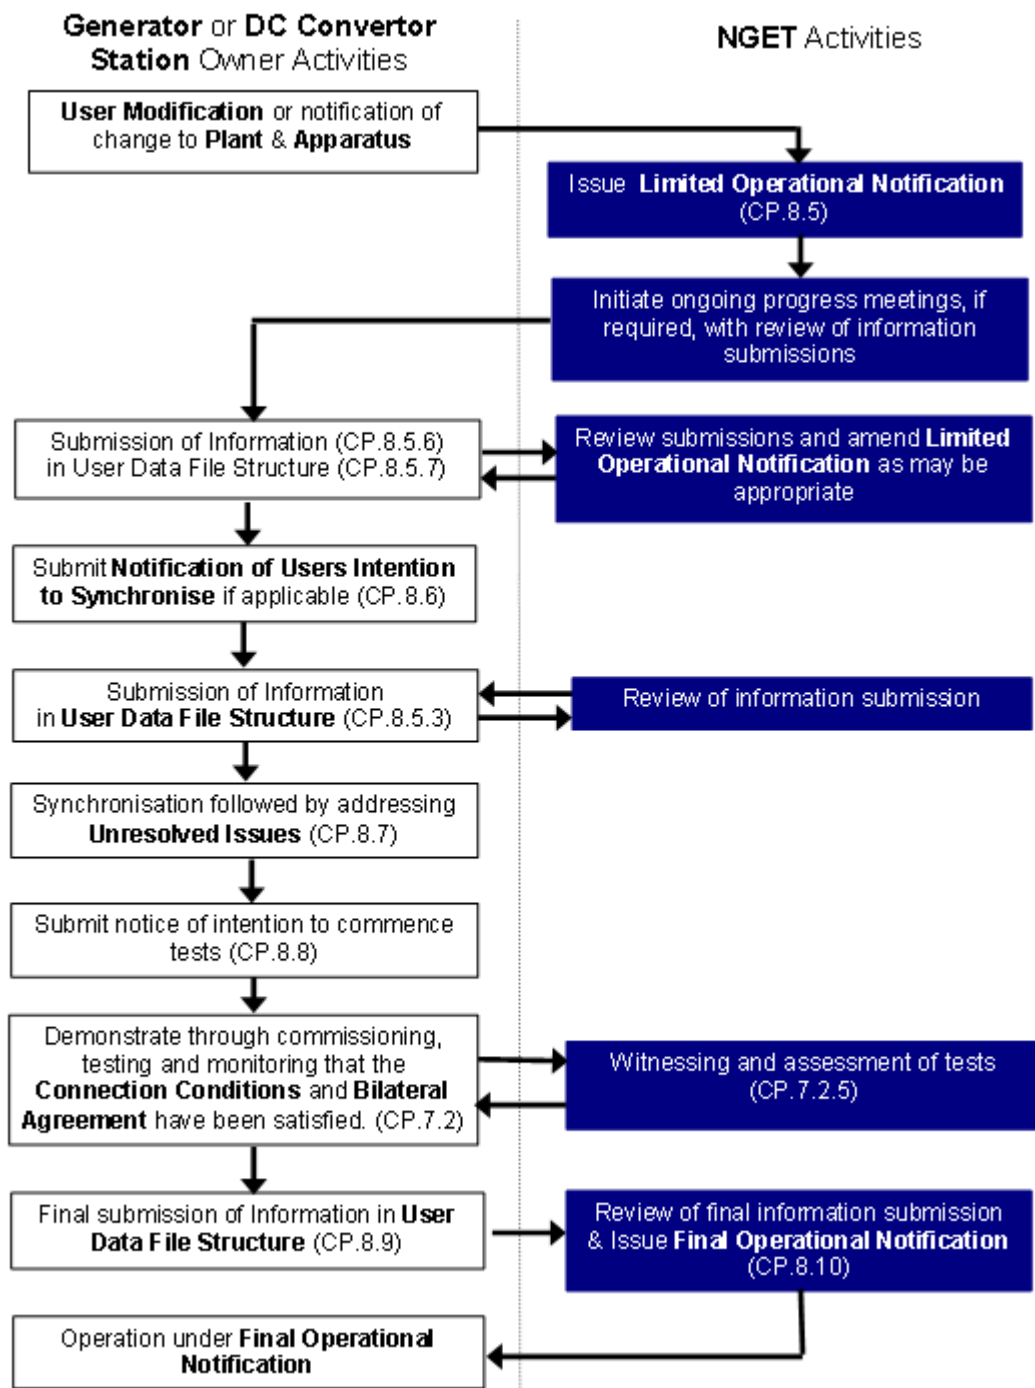 Generator or DC Convertor
Station Owner Activities
NGET Activities
User Modification or notification of
change to Plant & Apparatus
Issue Limited Operational Notification
(CP.8.5)
Initiate ongoing progress meetings, if
required, with review of information
submissions
Submission of Information (CP.8.5.6)
in User Data File Structure (CP.8.5.7)
Review submissions and amend Limited
Operational Notification as may be
appropriate
Submit Notification of Users Intention
to Synchronise if applicable (CP.8.6)
Submission of Information
in User Data File Structure (CP.8.5.3)
Review of information submission
Synchronisation followed by addressing
Unresolved Issues (CP.8.7)
Submit notice of intention to commence
tests (CP.8.8)
Demonstrate through commissioning,
testing and monitoring that the
Connection Conditions and Bilateral
Agreement have been satisfied. (CP.7.2)
Witnessing and assessment of tests
(CP.7.2.5)
Final submission of Information in User
Data File Structure (CP.8.9)
Review of final information submission
& Issue Final Operational Notification
(CP.8.10)
Operation under Final Operational
Notification